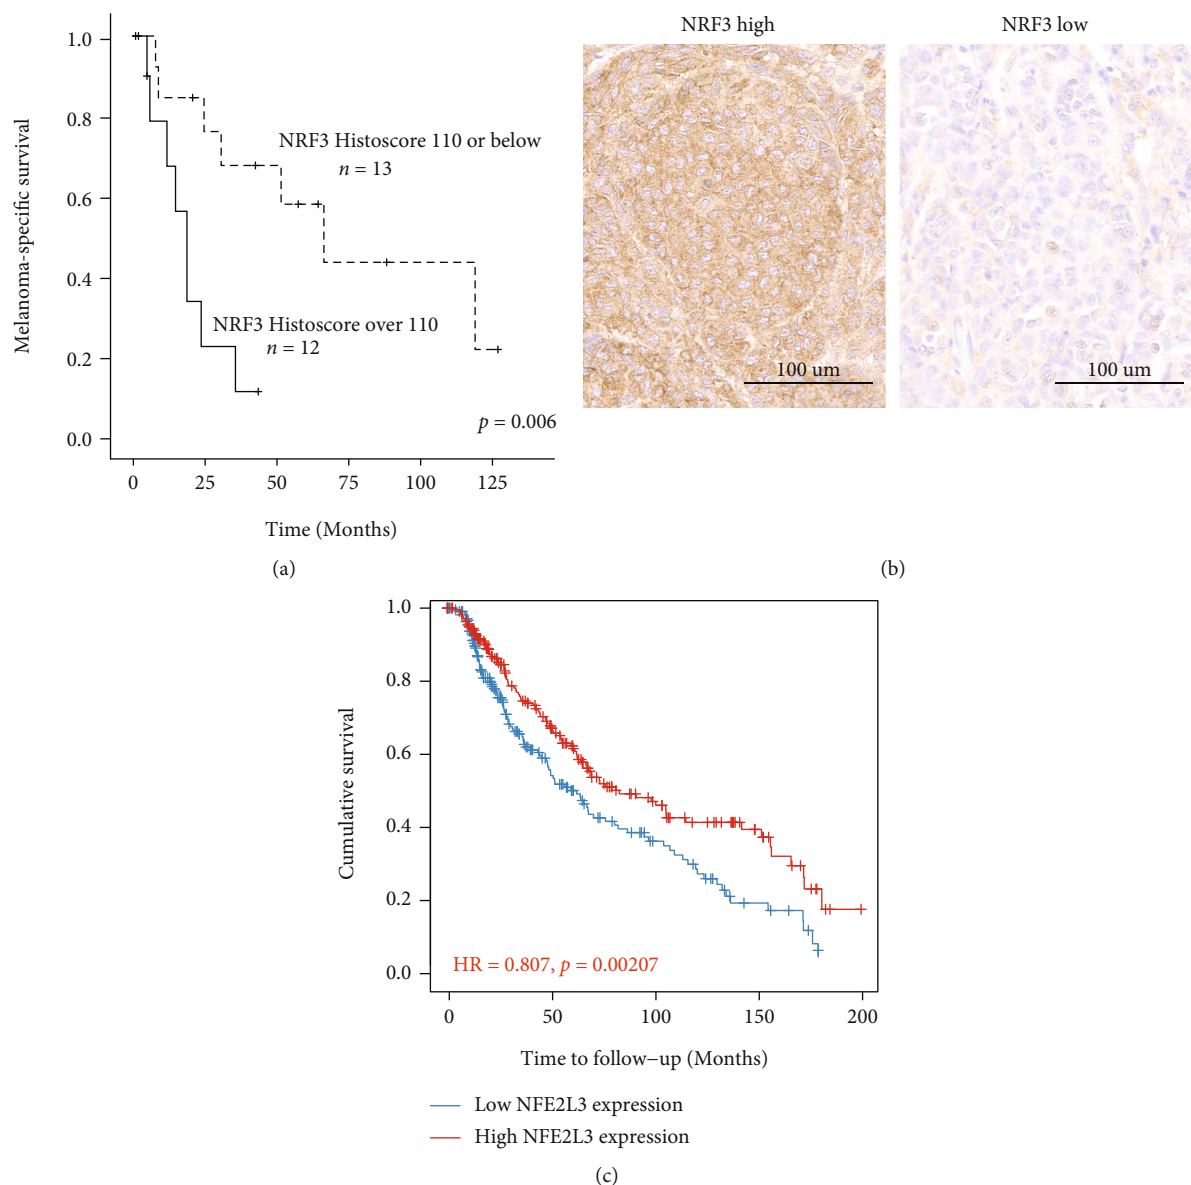 1.0
0.8
0.6
0.4
0.2
0.0
Melanoma-specific survival
NRF3 Histoscore 110 or below
n = 13
NRF3 Histoscore over 110
n = 12
p = 0.006
0 25 50 75 100 125
Time (Months)
(a)
NRF3 high
NRF3 low
100 um
100 um
(b)
1.0
0.8
0.6
0.4
0.2
0.0
Cumulative survival
HR = 0.807, p = 0.00207
0 50 100 150 200
Time to follow–up (Months)
Low NFE2L3 expression
High NFE2L3 expression
(c)